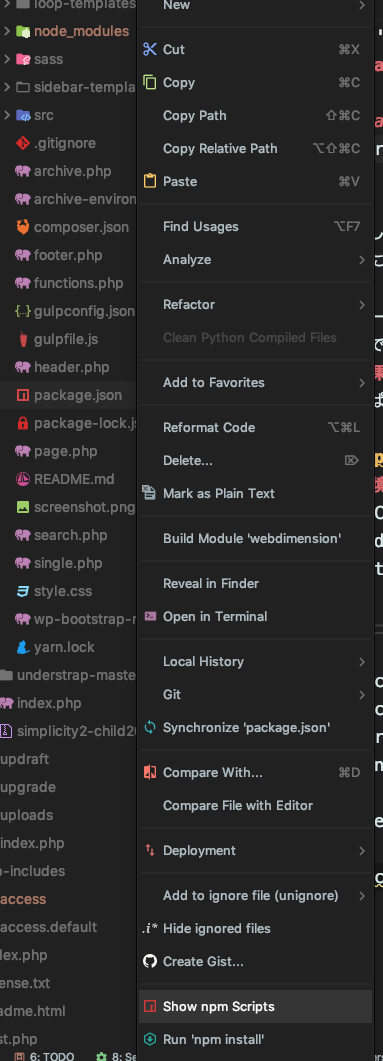 loop-templates
node_modules
sass
sidebar-templa
src
.gitignore
archive.php
archive-environ
composer.json
footer.php
functions.php
gulpconfig.json
gulpfile.js
header.php
package.json
package-lock.js
page.php
README.md
screenshot.png
search.php
single.php
style.css
wp-bootstrap-n
yarn.lock
understrap-maste
index.php
simplicity2-child20
updraft
upgrade
uploads
index.php
o-includes
access
access.default
dex.php
ense.txt
adme.html
st.php
6: TODO
8: Se
New
Cut ⌘X
Copy ⌘C
Copy Path ⇧⌘C
Copy Relative Path ⌥⇧⌘C
Paste ⌘V
Find Usages ⌥F7
Analyze
Refactor
Clean Python Compiled Files
Add to Favorites
Reformat Code ⌥⌘L
Delete... ⌦
Mark as Plain Text
Build Module 'webdimension'
Reveal in Finder
Open in Terminal
Local History
Git
Synchronize 'package.json'
Compare With... ⌘D
Compare File with Editor
Deployment
Add to ignore file (unignore)
.i* Hide ignored files
Create Gist...
Show npm Scripts
Run 'npm install'